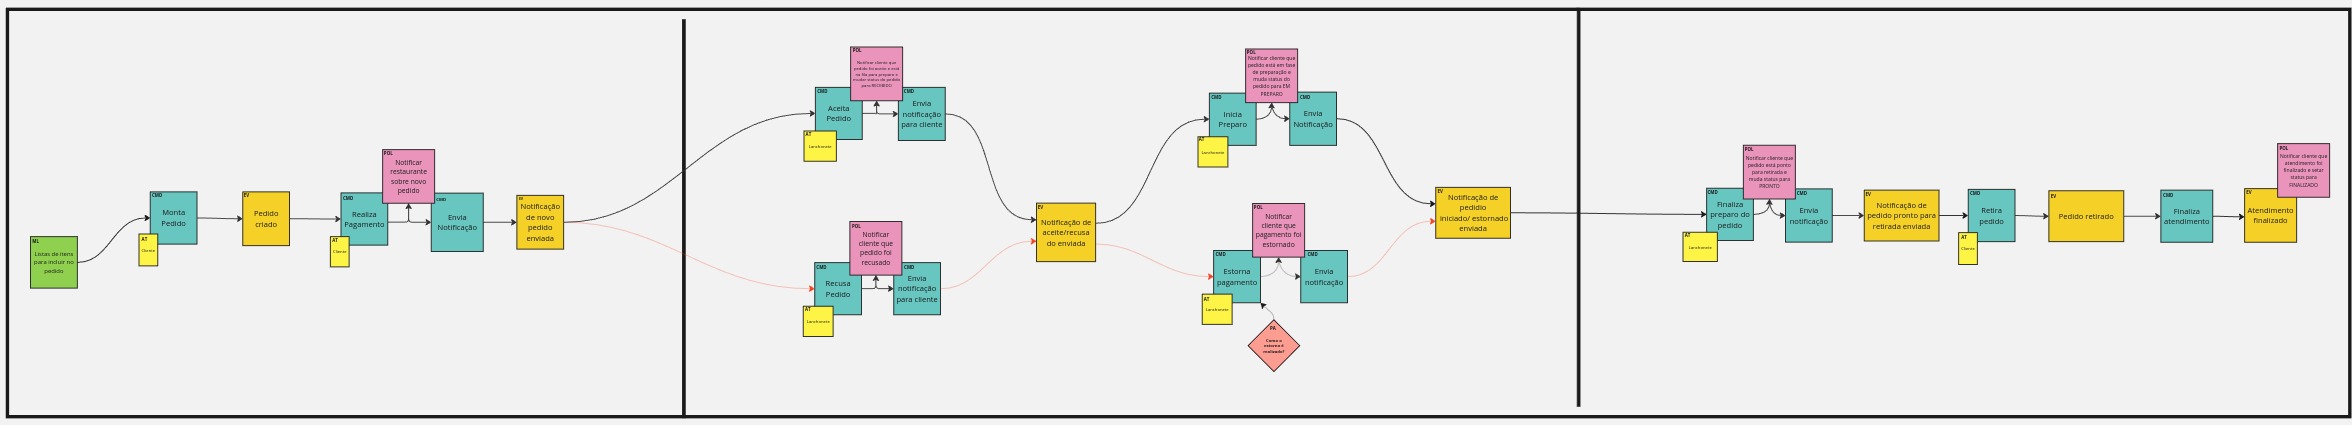 ML
Listas de itens
para incluir no
pedido
CMD
Monta
Pedido
AT
Cliente
EV
Pedido
criado
CMD
Realiza
Pagamento
AT
Cliente
POL
Notificar
restaurante
sobre novo
pedido
CMD
Envia
Notificação
EV
Notificação
de novo
pedido
enviada
CMD
Aceita
Pedido
AT
Lanchonete
POL
Notificar cliente que
pedido foi aceito e está
na fila para preparo e
mudar status do pedido
para RECEBIDO
CMD
Envia
notificação
para cliente
CMD
Recusa
Pedido
AT
Lanchonete
POL
Notificar
cliente que
pedido foi
recusado
CMD
Envia
notificação
para cliente
EV
Notificação de
aceite/recusa
do enviada
CMD
Inicia
Preparo
AT
Lanchonete
POL
Notificar cliente que
pedido está em fase
de preparação e
muda status do
pedido para EM
PREPARO
CMD
Envia
Notificação
CMD
Estorna
pagamento
AT
Lanchonete
POL
Notificar
cliente que
pagamento foi
estornado
CMD
Envia
notificação
PA
Como o
estorno é
realizado?
EV
Notificação de
pedido
iniciado/ estornado
enviada
CMD
Finaliza
preparo do
pedido
AT
Lanchonete
POL
Notificar cliente que
pedido está ponto
para retirada e
muda status para
PRONTO
CMD
Envia
notificação
EV
Notificação de
pedido pronto para
retirada enviada
CMD
Retira
pedido
AT
Cliente
EV
Pedido retirado
CMD
Finaliza
atendimento
EV
Atendimento
finalizado
POL
Notificar cliente que
atendimento foi
finalizado e setar
status para
FINALIZADO